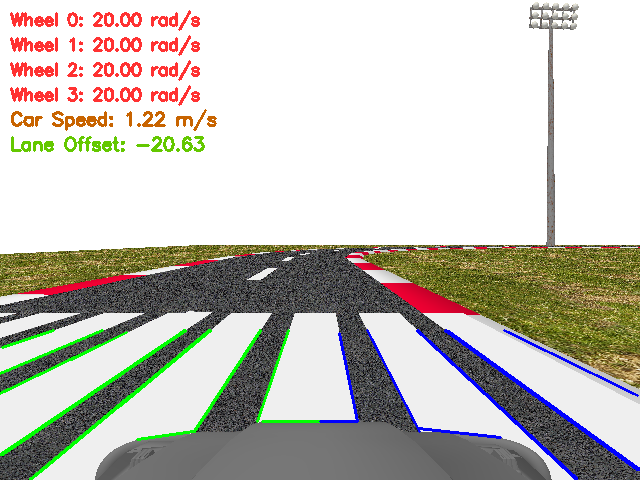 Wheel 0: 20.00 rad/s
Wheel 1: 20.00 rad/s
Wheel 2: 20.00 rad/s
Wheel 3: 20.00 rad/s
Car Speed: 1.22 m/s
Lane Offset: -20.63